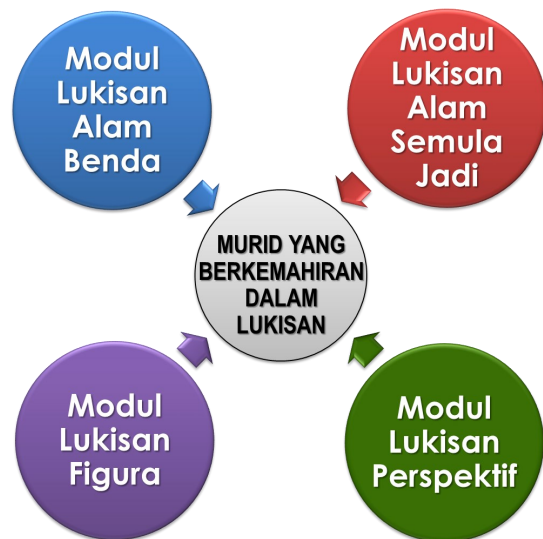 Modul
Lukisan
Alam
Benda
Modul
Lukisan
Alam
Semula
Jadi
MURID YANG
BERKEMAHIRAN
DALAM
LUKISAN
Modul
Lukisan
Figura
Modul
Lukisan
Perspektif